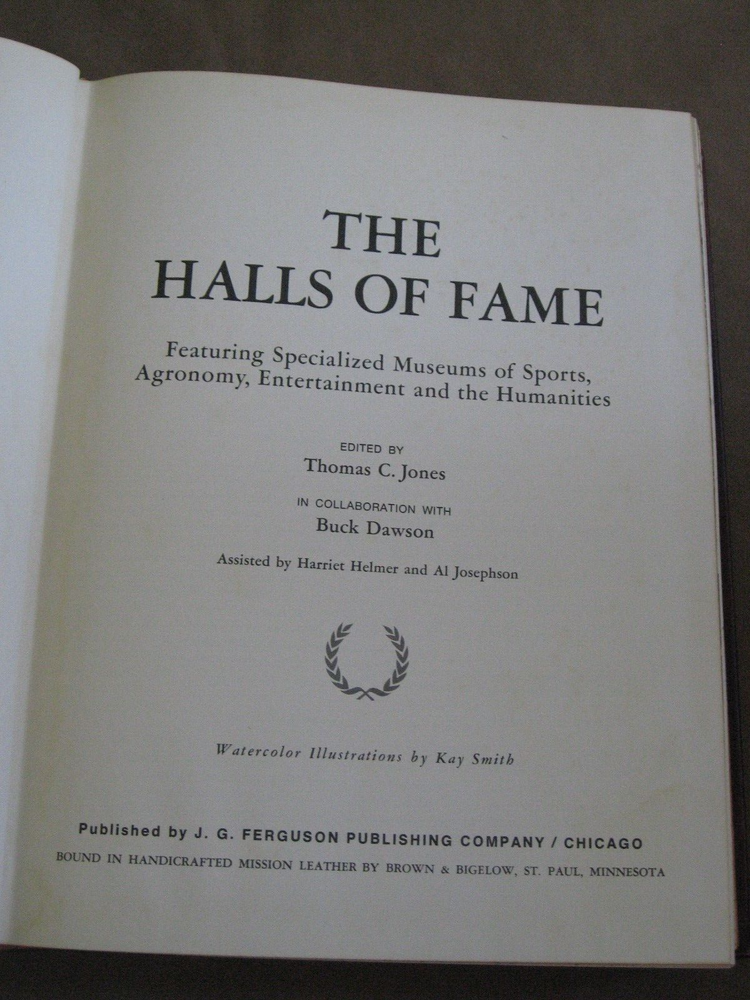 THE
HALLS OF FAME
Featuring Specialized Museums of Sports,
Agronomy, Entertainment and the Humanities
EDITED BY
Thomas C. Jones
IN COLLABORATION WITH
Buck Dawson
Assisted by Harriet Helmer and Al Josephson
Watercolor Illustrations by Kay Smith
Published by J. G. FERGUSON PUBLISHING COMPANY / CHICAGO
BOUND IN HANDICRAFTED MISSION LEATHER BY BROWN & BIGELOW, ST. PAUL, MINNESOTA